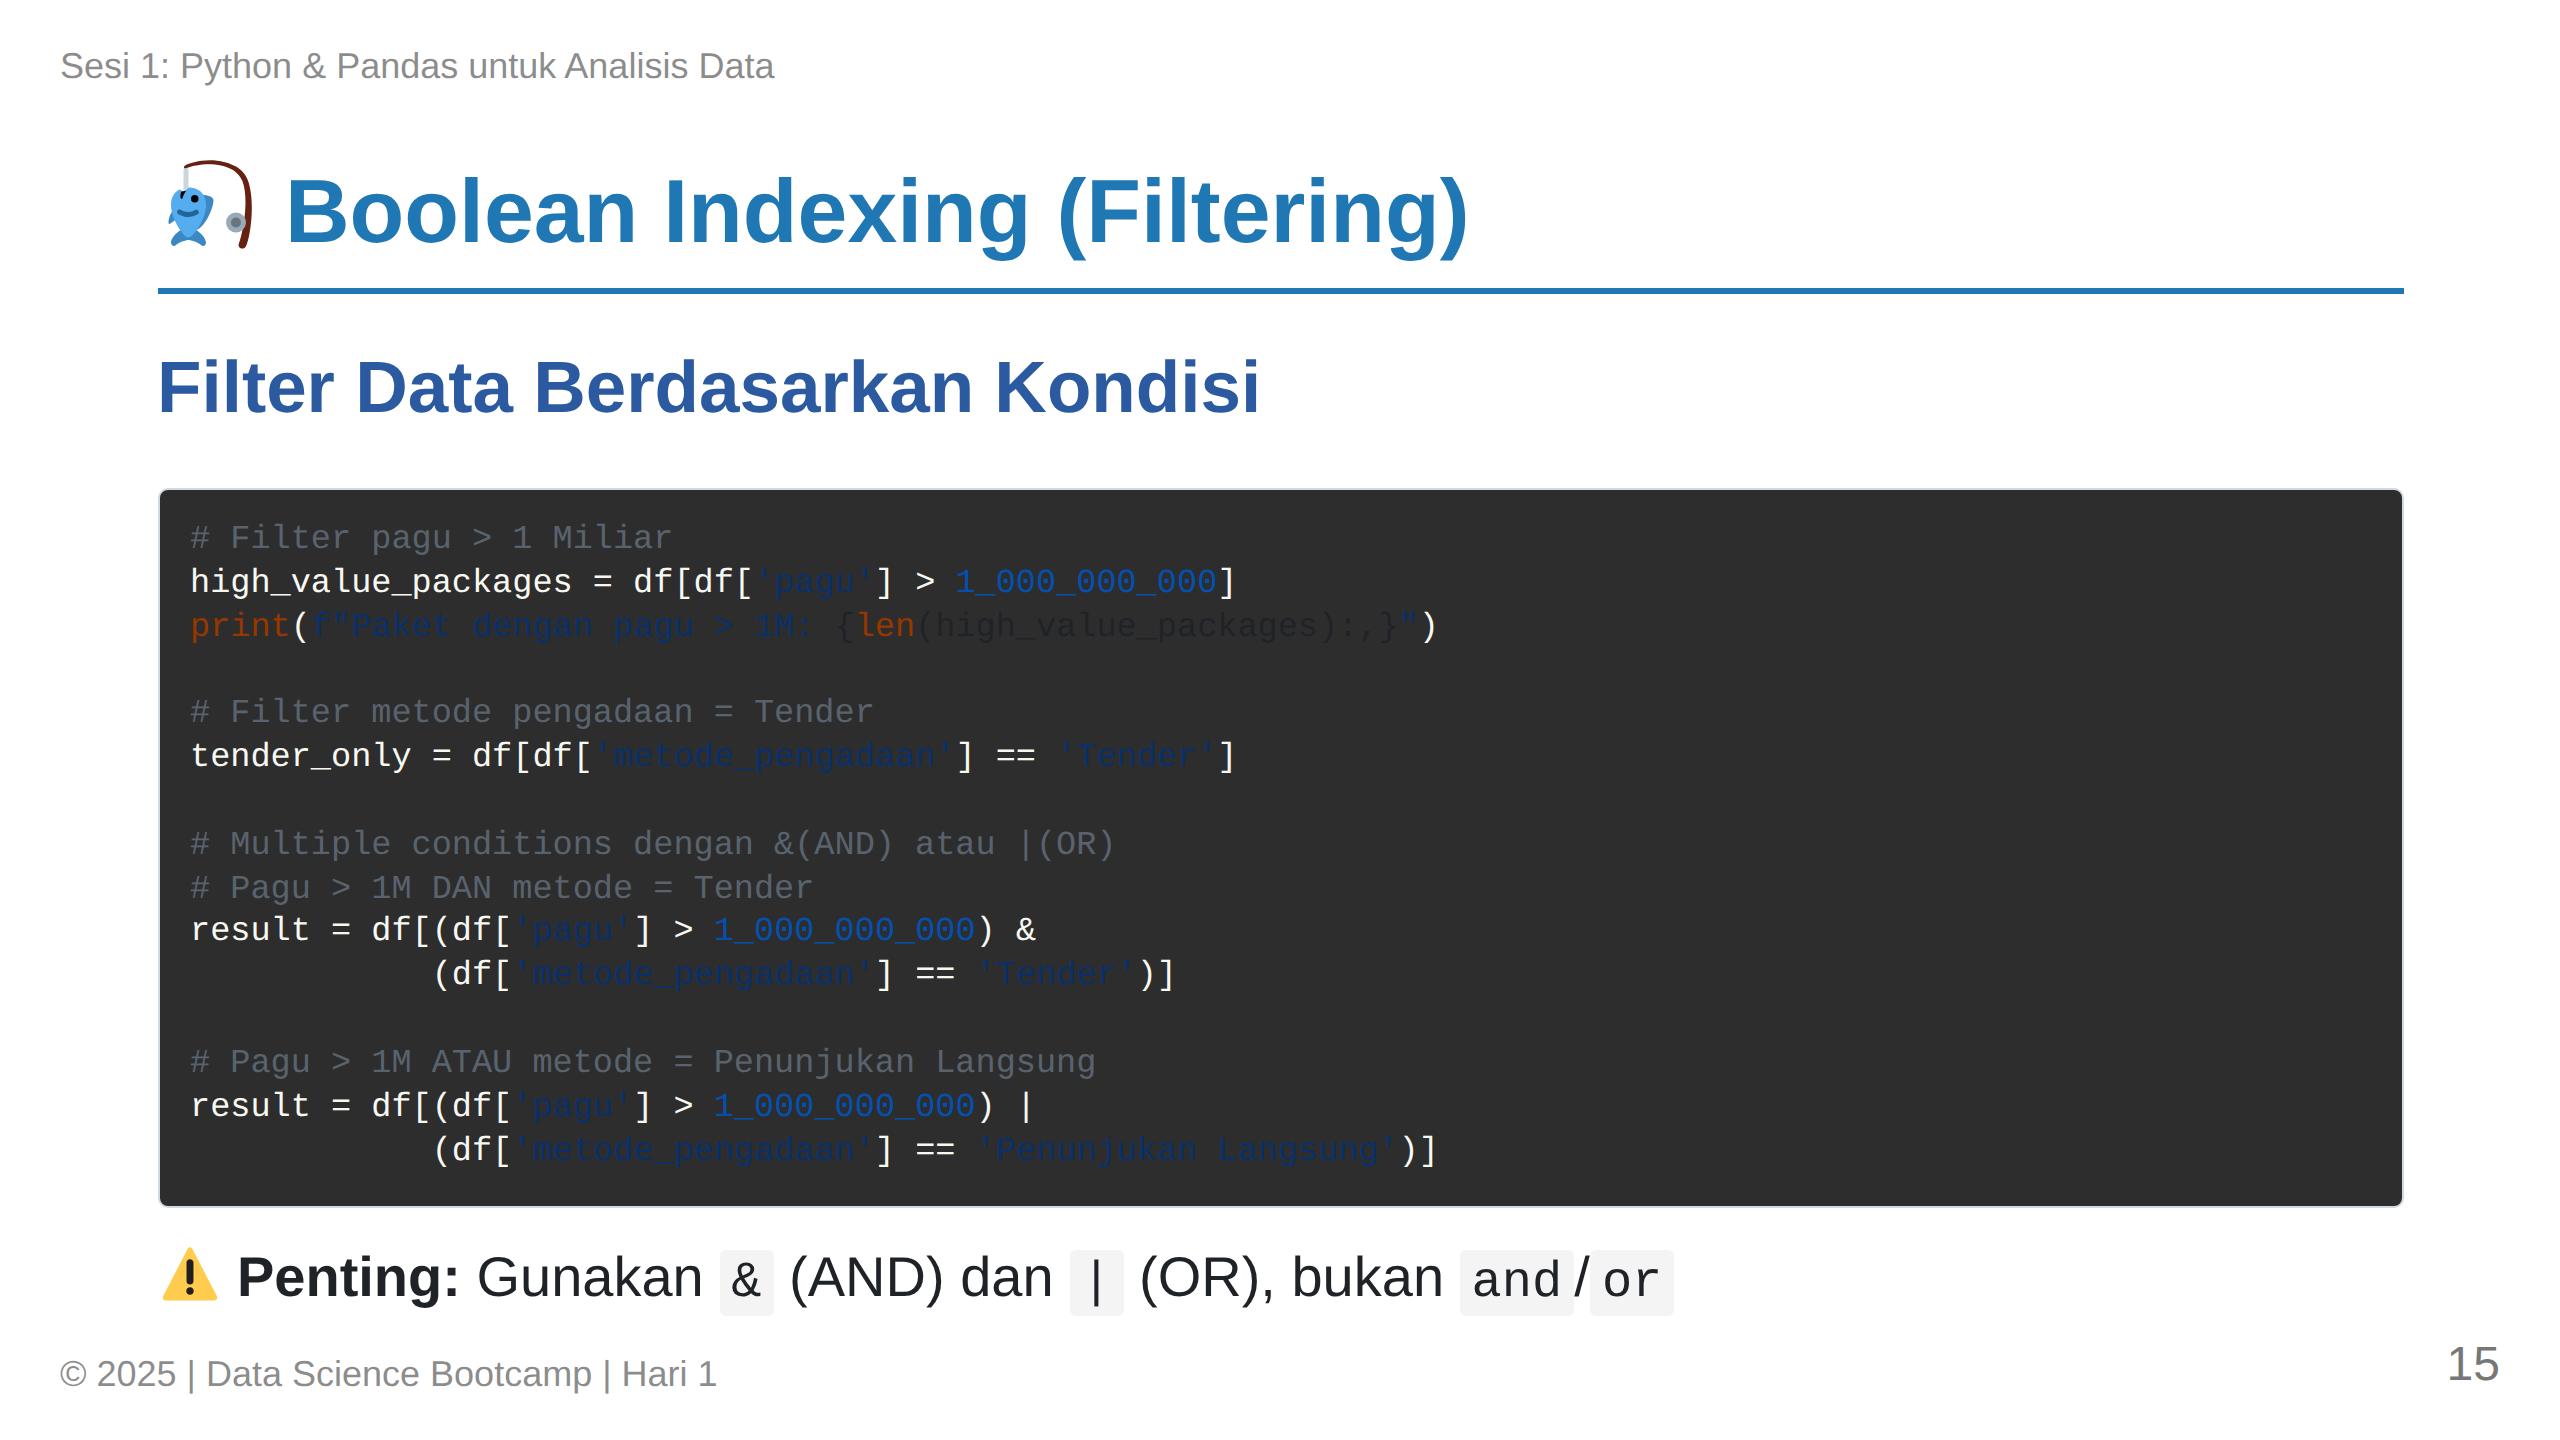 Sesi 1: Python & Pandas untuk Analisis Data
Boolean Indexing (Filtering)
Filter Data Berdasarkan Kondisi
# Filter pagu > 1 Miliar
high_value_packages = df[df['pagu'] > 1_000_000_000]
print(f"Paket dengan pagu > 1M: {len(high_value_packages):,}")
# Filter metode pengadaan = Tender
tender_only = df[df['metode_pengadaan'] == 'Tender']
# Multiple conditions dengan &(AND) atau |(OR)
# Pagu > 1M DAN metode = Tender
result = df[(df['pagu'] > 1_000_000_000) &
            (df['metode_pengadaan'] == 'Tender')]
# Pagu > 1M ATAU metode = Penunjukan Langsung
result = df[(df['pagu'] > 1_000_000_000) |
            (df['metode_pengadaan'] == 'Penunjukan Langsung')]
⚠️ Penting: Gunakan & (AND) dan | (OR), bukan and/or
© 2025 | Data Science Bootcamp | Hari 1
15